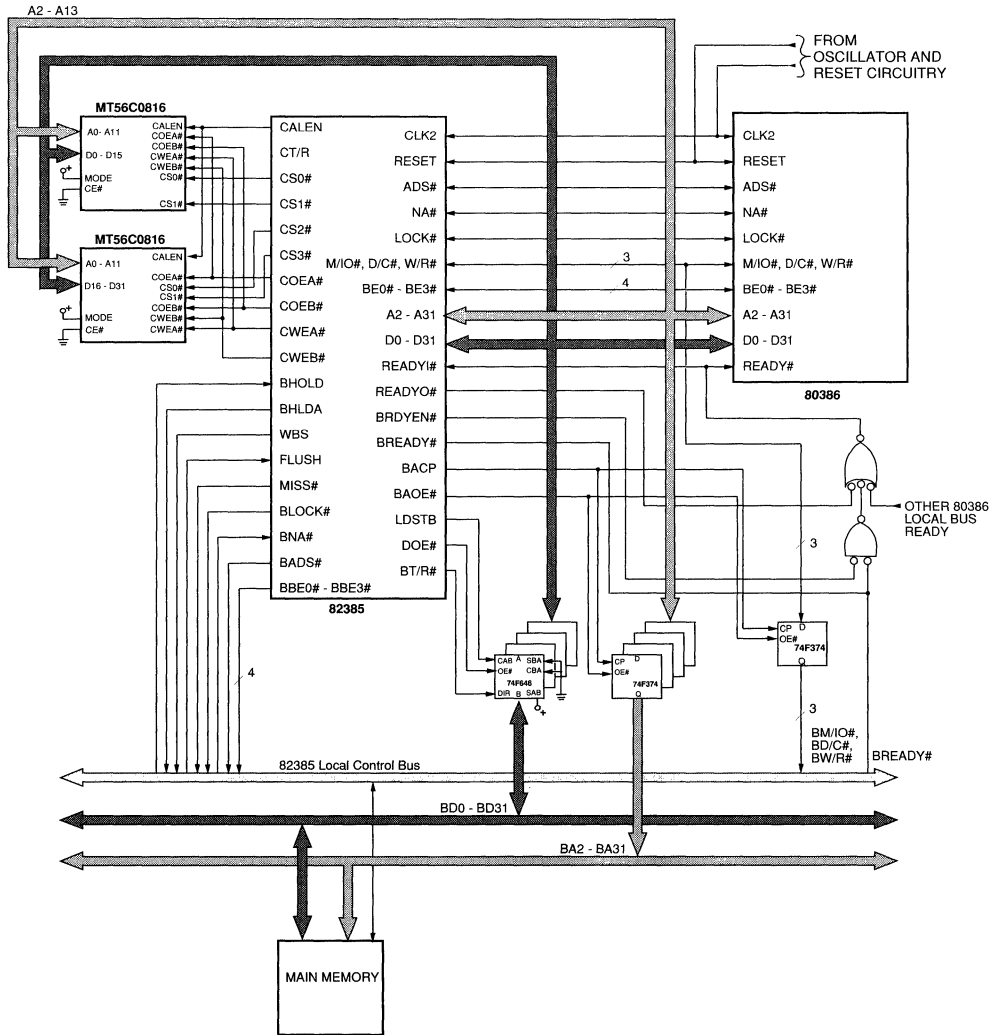 A2 - A13
FROM
OSCILLATOR AND
RESET CIRCUITRY
MT56C0816
A0 - A11
D0 - D15
MODE
CE#
CALEN
COEA#
COEB#
CWEA#
CWEB#
CS0#
CS1#
MT56C0816
A0 - A11
D16 - D31
MODE
CE#
CALEN
COEA#
CS0#
CS1#
COEB#
CWEB#
CWEA#
CALEN
CT/R
CS0#
CS1#
CS2#
CS3#
COEA#
COEB#
CWEA#
CWEB#
BHOLD
BHLDA
WBS
FLUSH
MISS#
BLOCK#
BNA#
BADS#
BBE0# - BBE3#
CLK2
RESET
ADS#
NA#
LOCK#
M/IO#, D/C#, W/R#
BE0# - BE3#
A2 - A31
D0 - D31
READYI#
READYO#
BRDYEN#
BREADY#
BACP
BAOE#
LDSTB
DOE#
BT/R#
82385
3
4
CLK2
RESET
ADS#
NA#
LOCK#
M/IO#, D/C#, W/R#
BE0# - BE3#
A2 - A31
D0 - D31
READY#
80386
OTHER 80386
LOCAL BUS
READY
3
CAB A SBA
OE# CBA
74F646
DIR B SAB
CP D
OE#
74F374
Q
CP D
OE#
74F374
Q
4
3
BM/IO#,
BD/C#,
BW/R#
BREADY#
82385 Local Control Bus
BD0 - BD31
BA2 - BA31
MAIN MEMORY